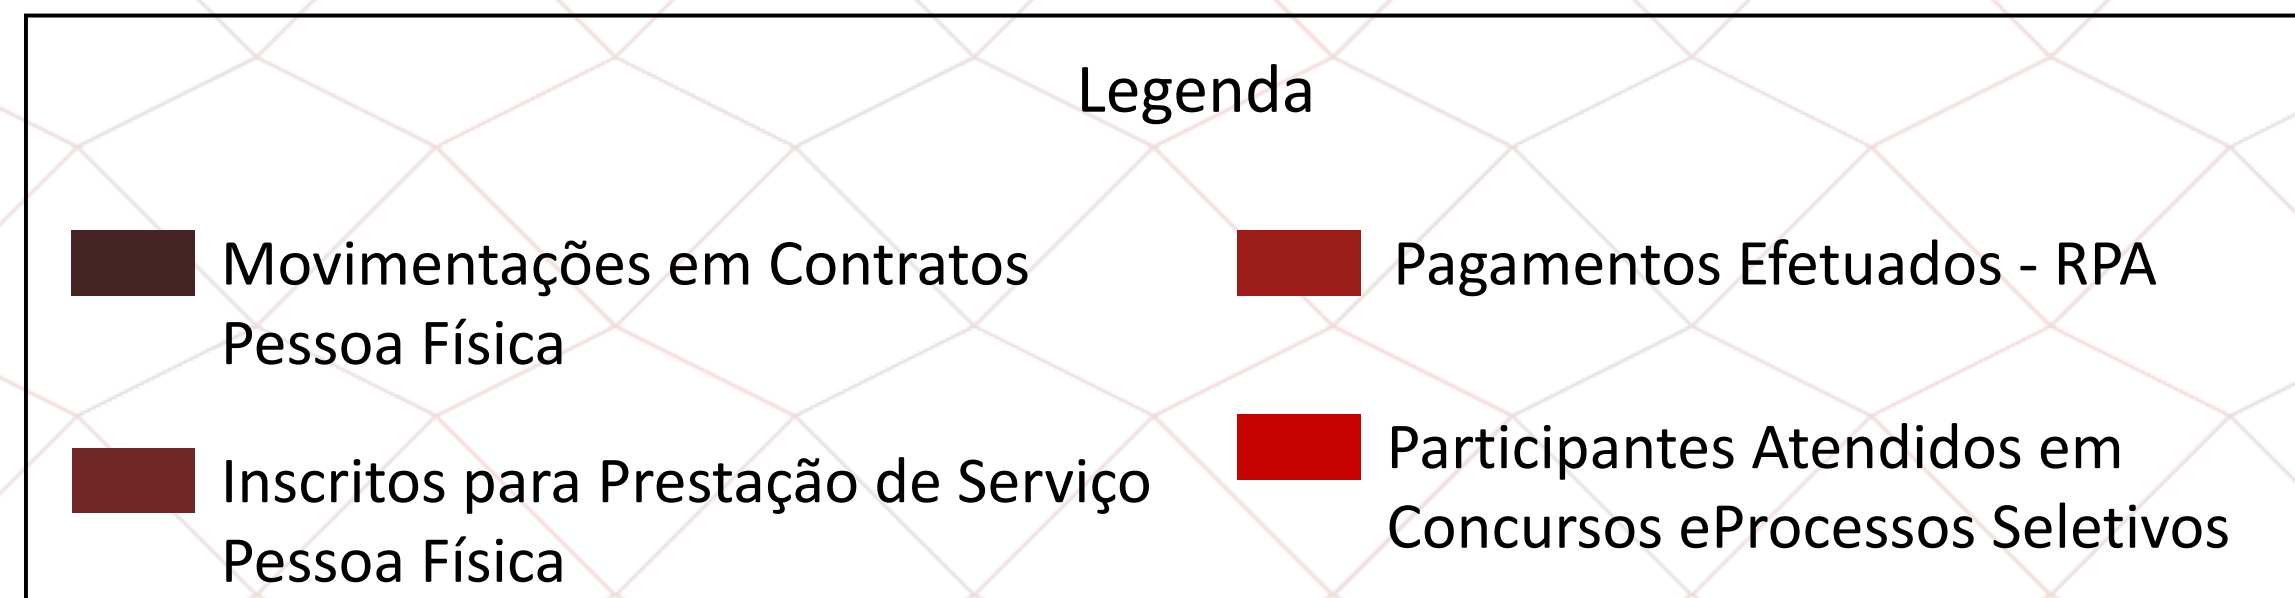 Legenda
Movimentações em Contratos
Pessoa Física
Inscritos para Prestação de Serviço
Pessoa Física
Pagamentos Efetuados - RPA
Participantes Atendidos em
Concursos eProcessos Seletivos